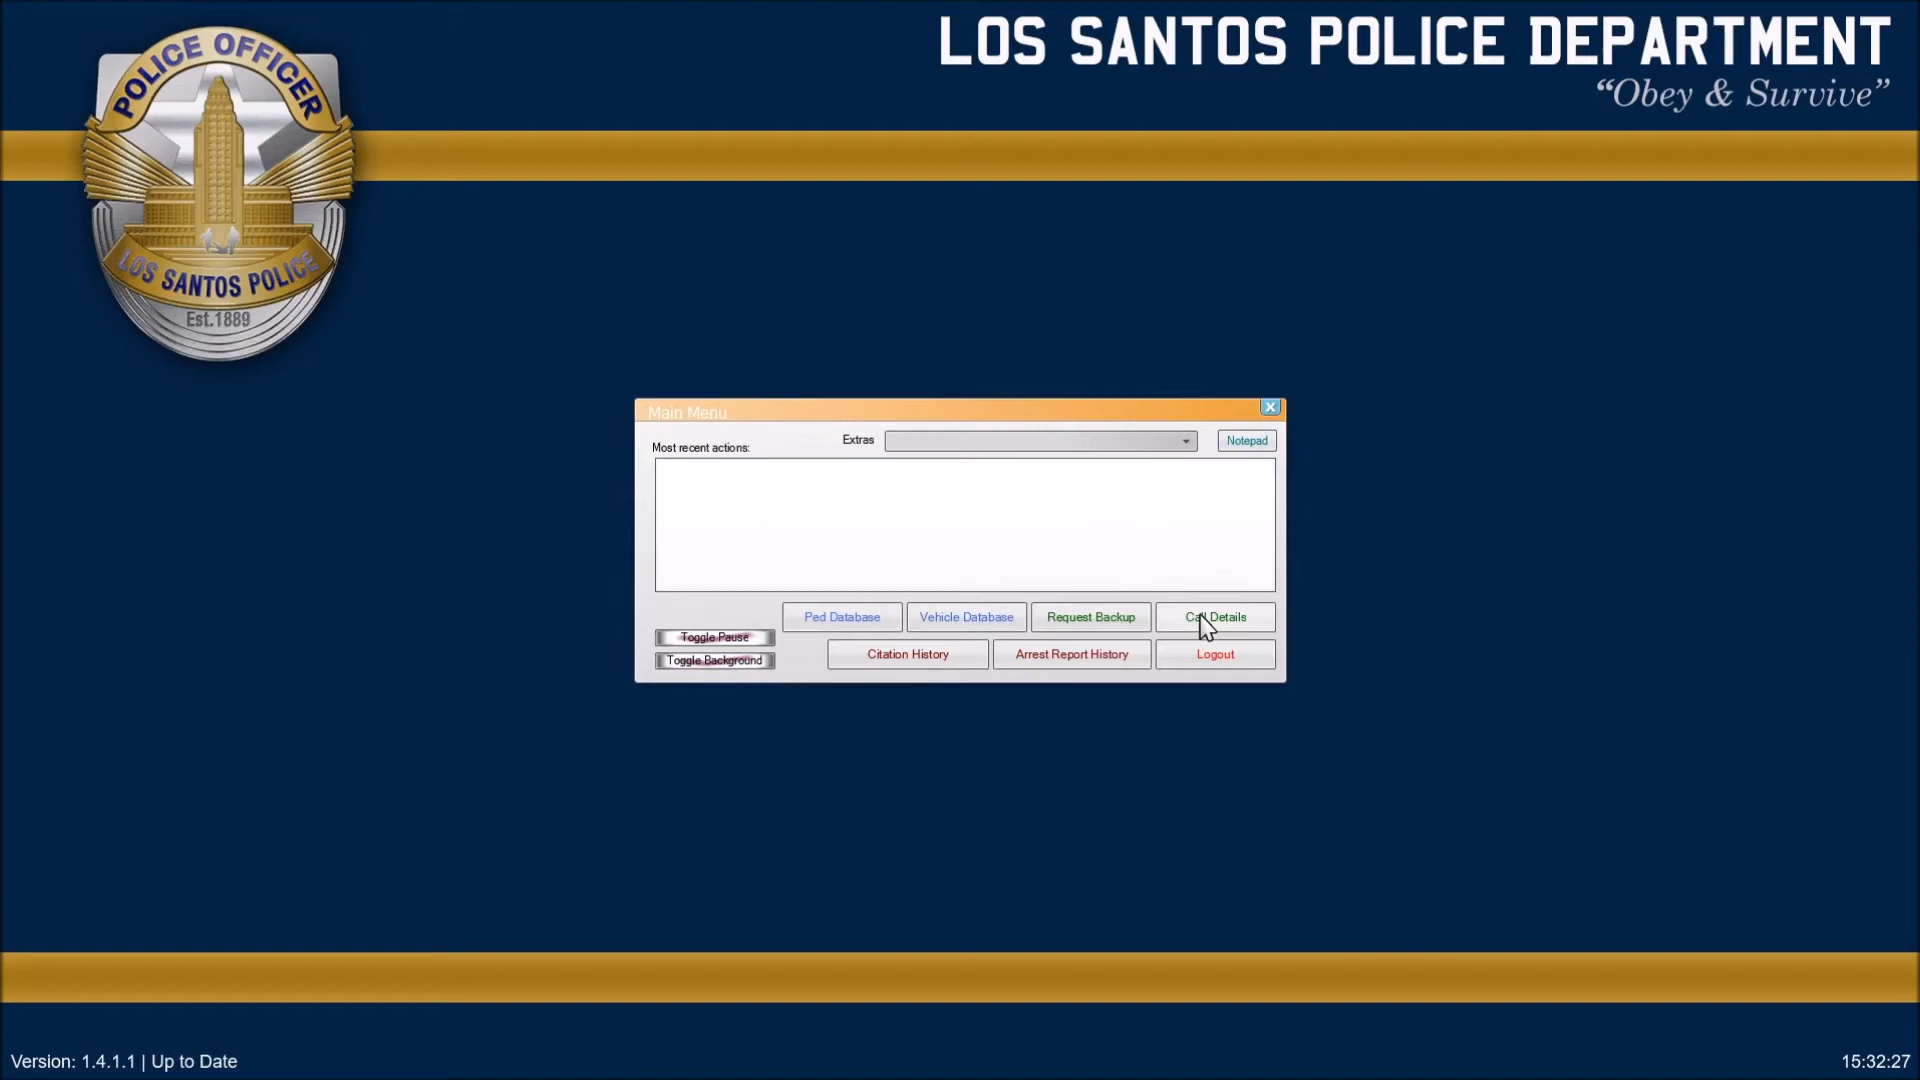 POLICE OFFICER
LOS SANTOS POLICE
Est.1889
LOS SANTOS POLICE DEPARTMENT
“Obey & Survive”
Main Menu
Most recent actions:
Extras
Notepad
Ped Database
Vehicle Database
Request Backup
Call Details
Toggle Pause
Toggle Background
Citation History
Arrest Report History
Logout
Version: 1.4.1.1 | Up to Date
15:32:27